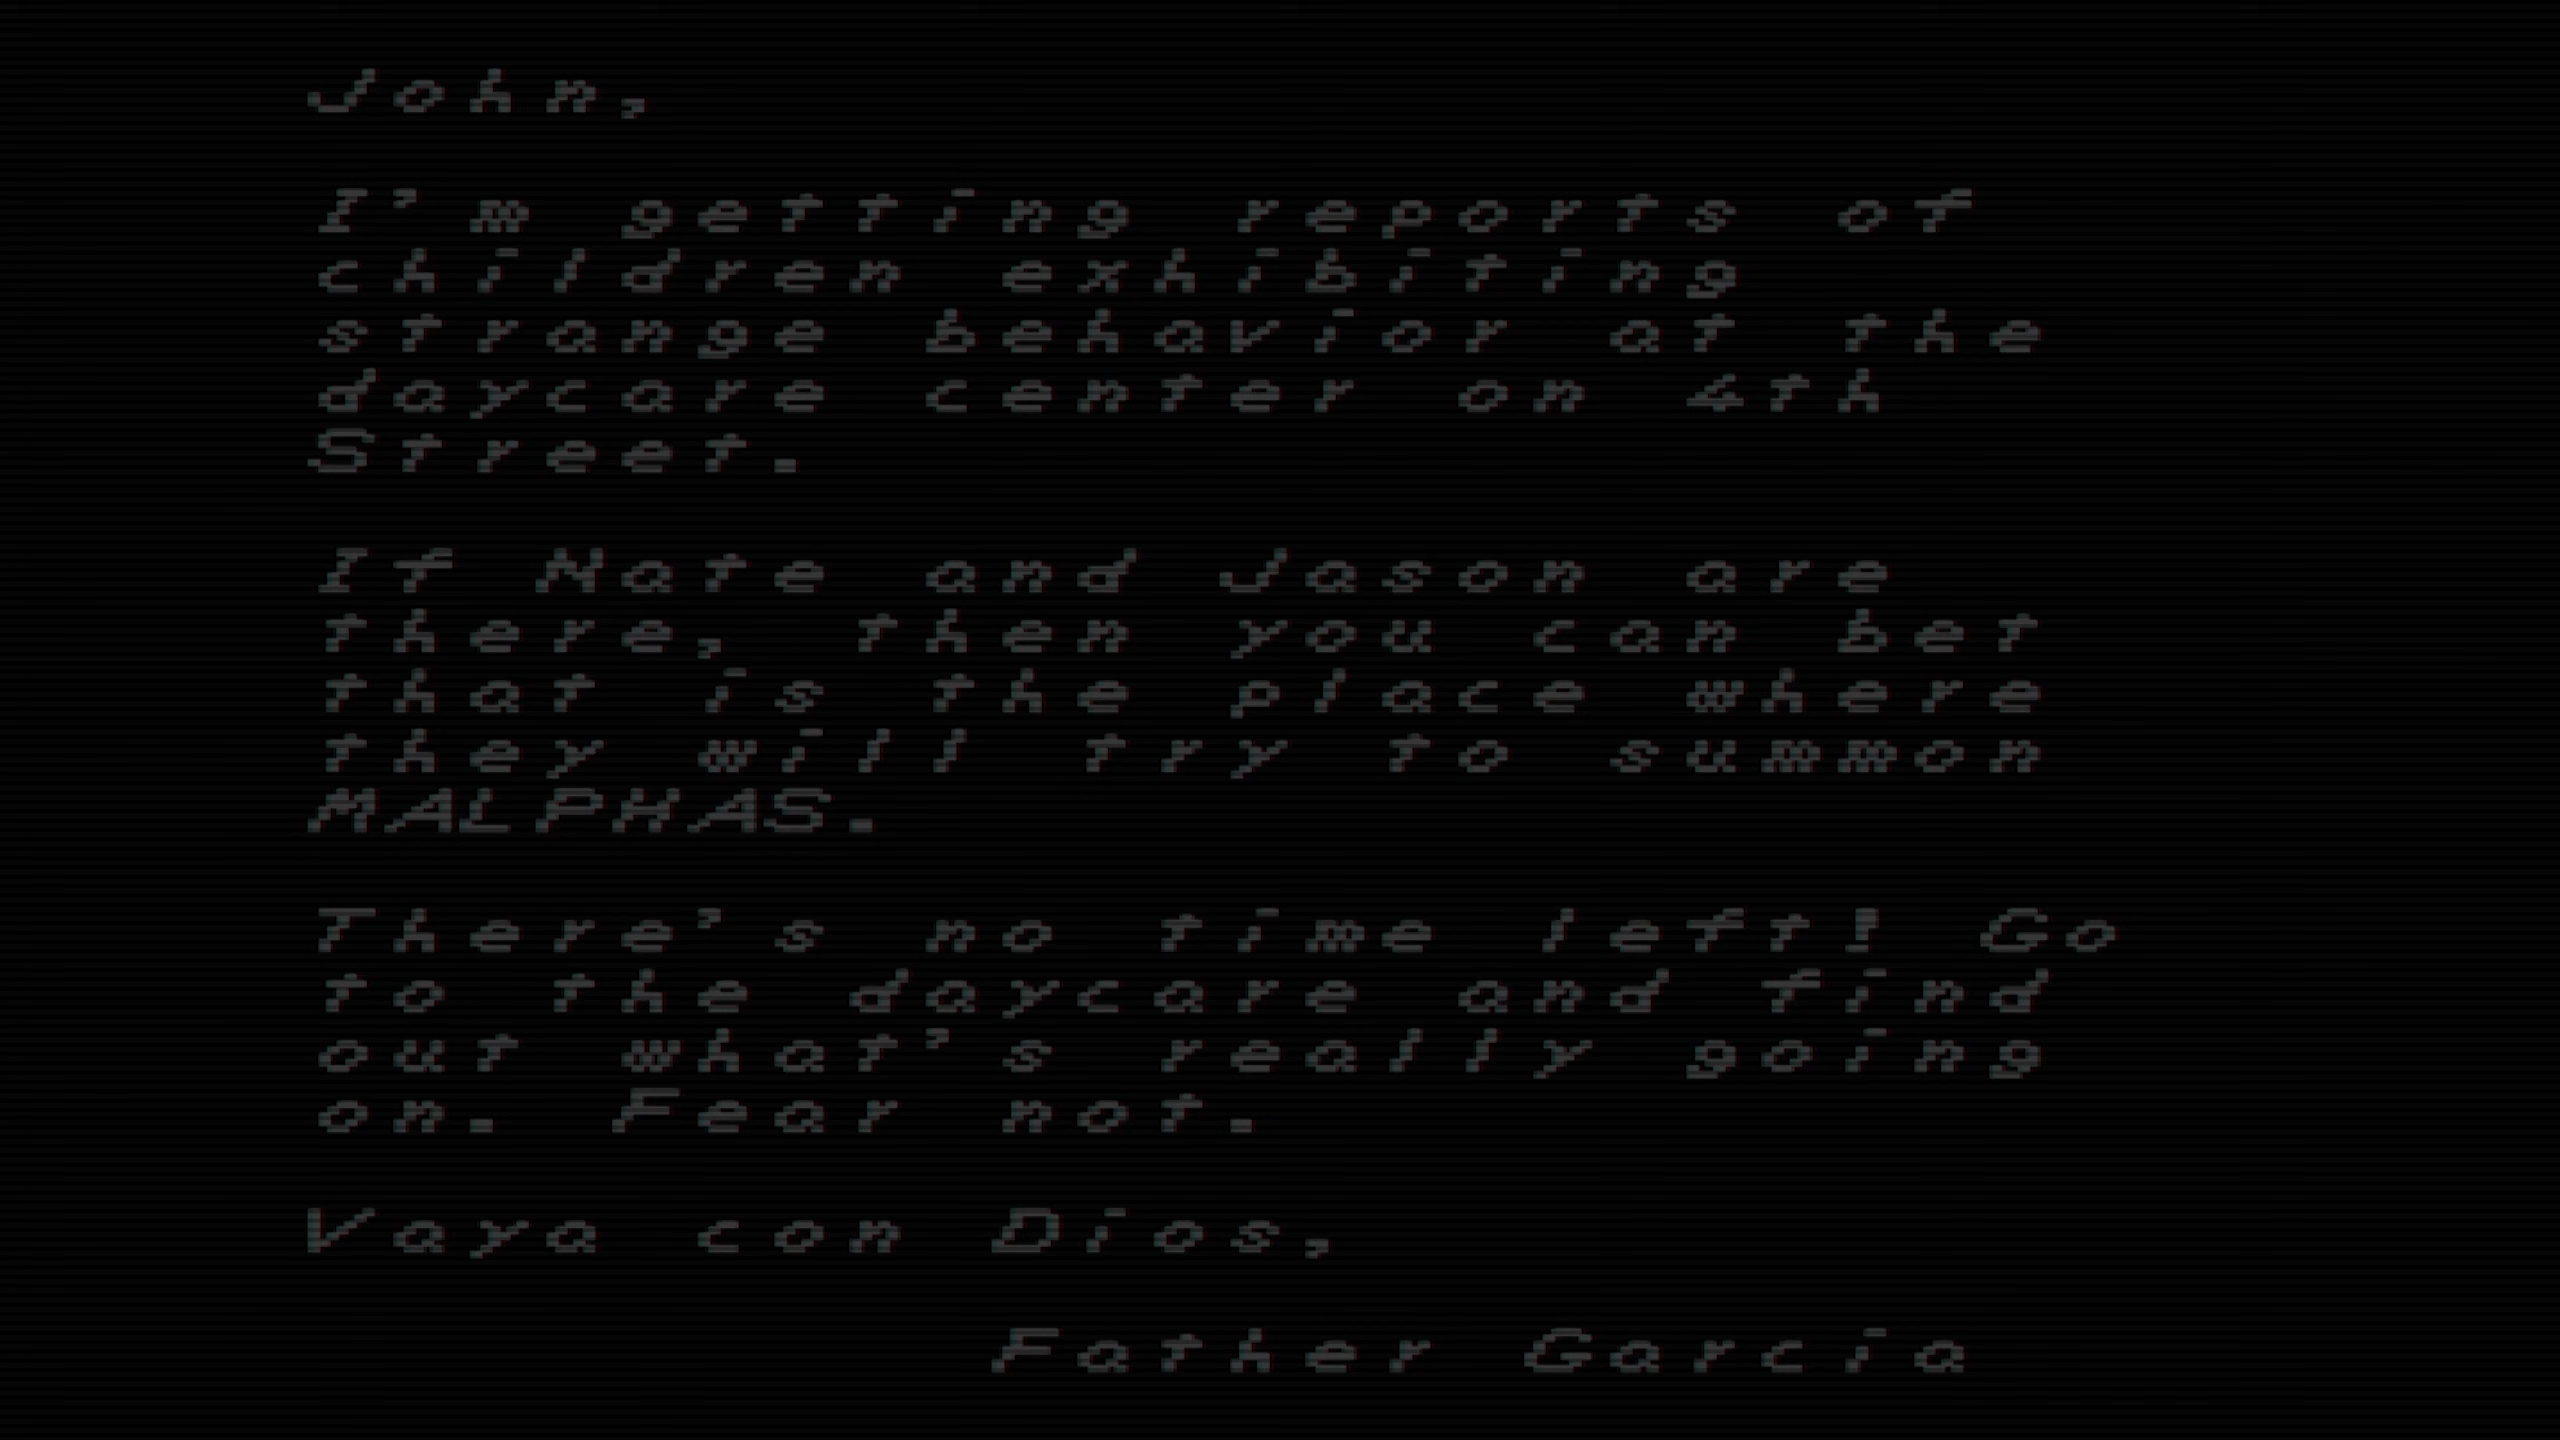 John,
I'm getting reports of
children exhibiting
strange behavior at the
daycare center on 4th
Street.
If Nate and Jason are
there, then you can bet
that is the place where
they will try to summon
MALPHAS.
There's no time left! Go
to the daycare and find
out what's really going
on. Fear not.
Vaya con Dios,
Father Garcia